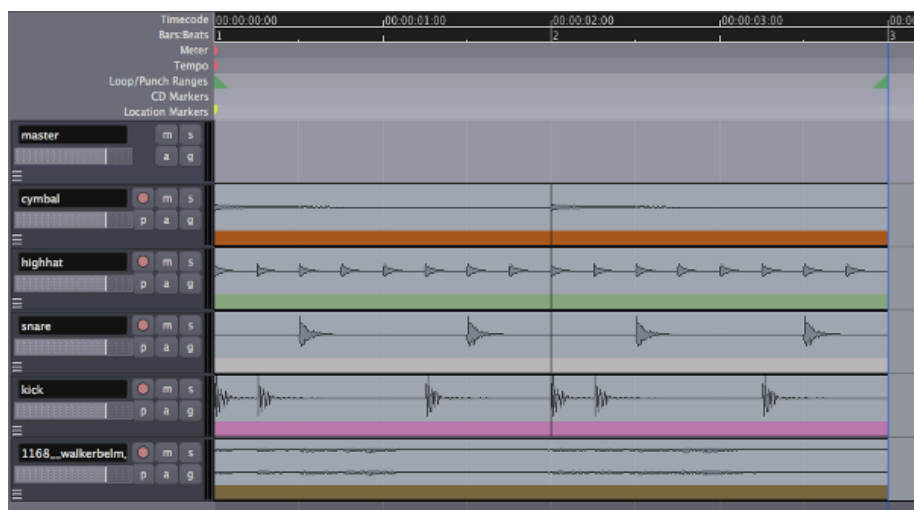 Timecode 00:00:00:00 00:00:01:00 00:00:02:00 00:00:03:00 00:0
Bars:Beats 1 2 3
Meter
Tempo
Loop/Punch Ranges
CD Markers
Location Markers
master m s
a g
cymbal m s
p a g
highhat m s
p a g
snare m s
p a g
kick m s
p a g
1168__walkerbelm, m s
p a g